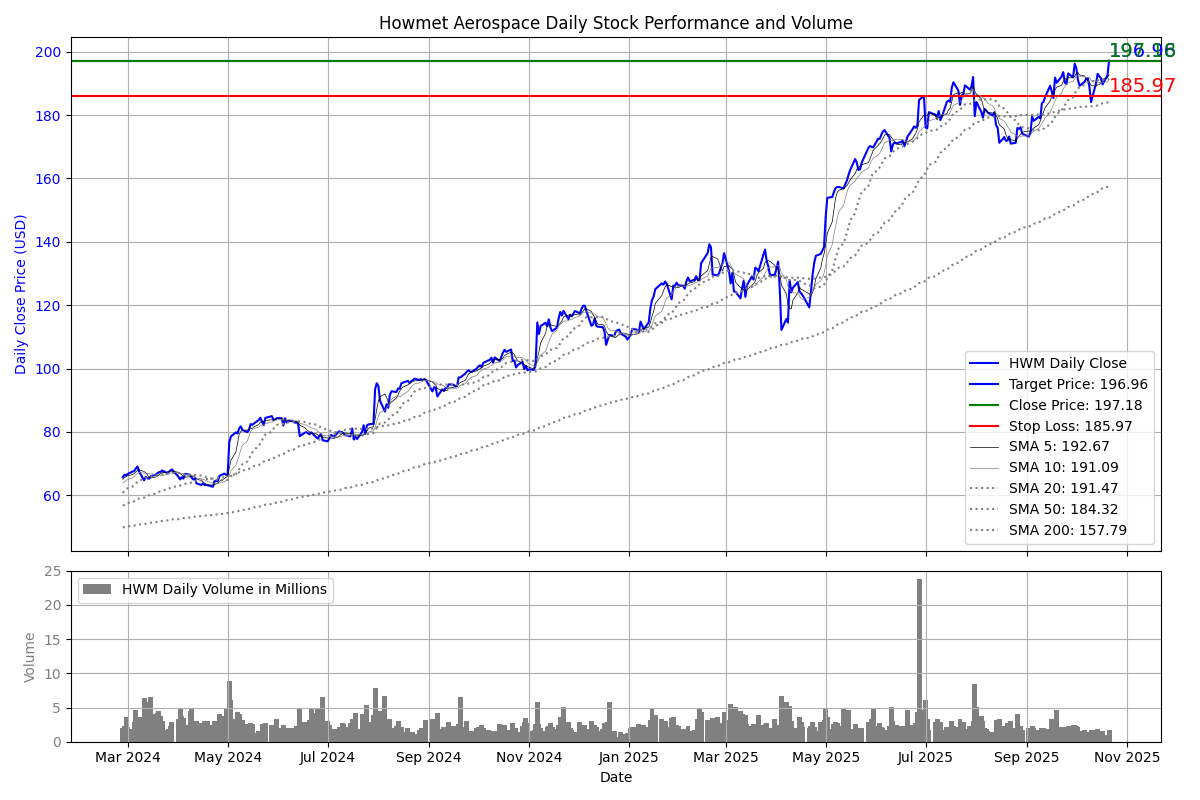 Howmet Aerospace Daily Stock Performance and Volume
200
180
160
140
120
100
80
60
Daily Close Price (USD)
197.18
196.96
185.97
HWM Daily Close
Target Price: 196.96
Close Price: 197.18
Stop Loss: 185.97
SMA 5: 192.67
SMA 10: 191.09
SMA 20: 191.47
SMA 50: 184.32
SMA 200: 157.79
25
20
15
10
5
0
Volume
HWM Daily Volume in Millions
Mar 2024 May 2024 Jul 2024 Sep 2024 Nov 2024 Jan 2025 Mar 2025 May 2025 Jul 2025 Sep 2025 Nov 2025
Date